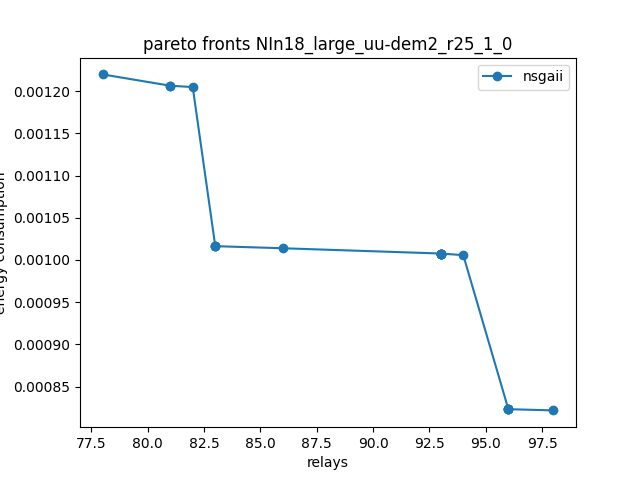 pareto fronts NIn18_large_uu-dem2_r25_1_0
nsgaii
0.00120
0.00115
0.00110
0.00105
0.00100
0.00095
0.00090
0.00085
energy consumption
77.5 80.0 82.5 85.0 87.5 90.0 92.5 95.0 97.5
relays